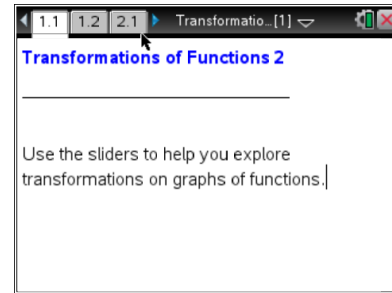 1.1 1.2 2.1 Transformatio...[1]
Transformations of Functions 2
Use the sliders to help you explore
transformations on graphs of functions.